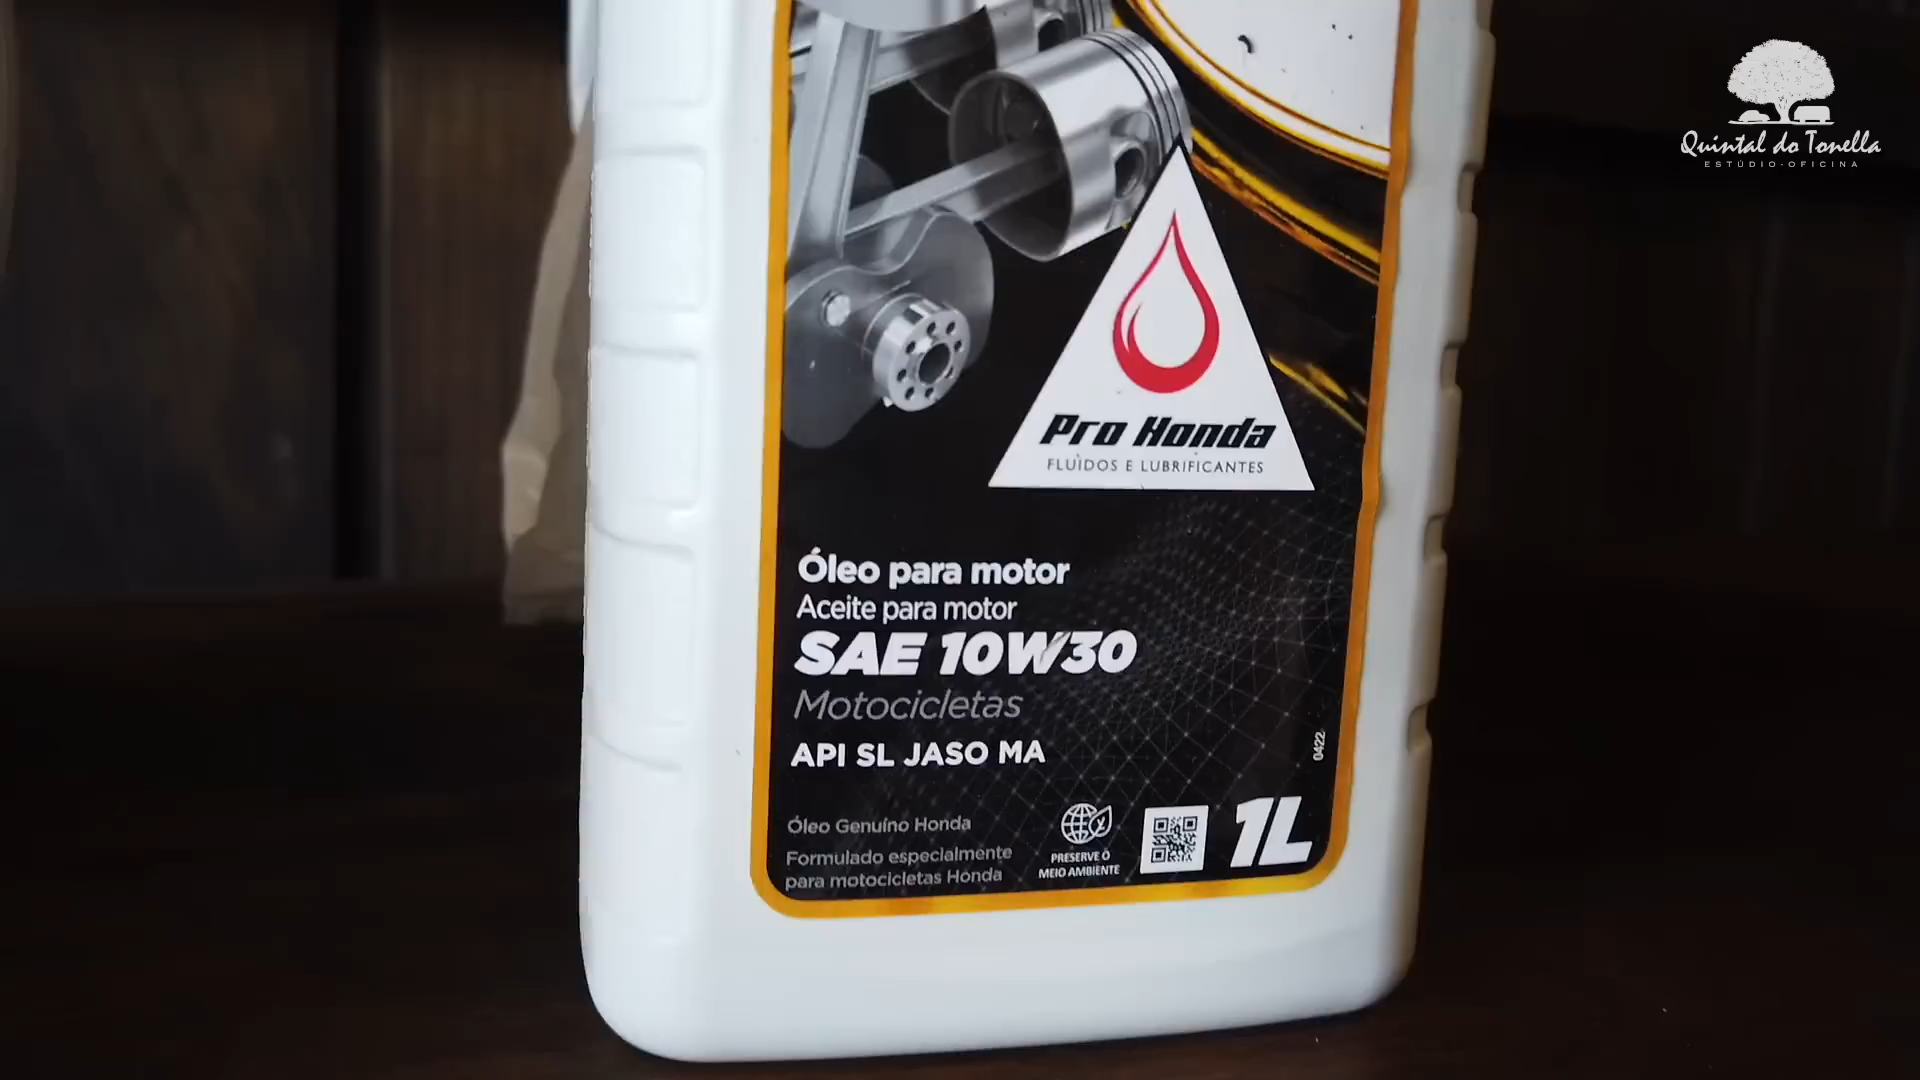 Quintal do Tonella
ESTÚDIO-OFICINA
Pro Honda
FLUÍDOS E LUBRIFICANTES
Óleo para motor
Aceite para motor
SAE 10W30
Motocicletas
API SL JASO MA
0422
Óleo Genuíno Honda
Formulado especialmente
para motocicletas Honda
PRESERVE O
MEIO AMBIENTE
1L